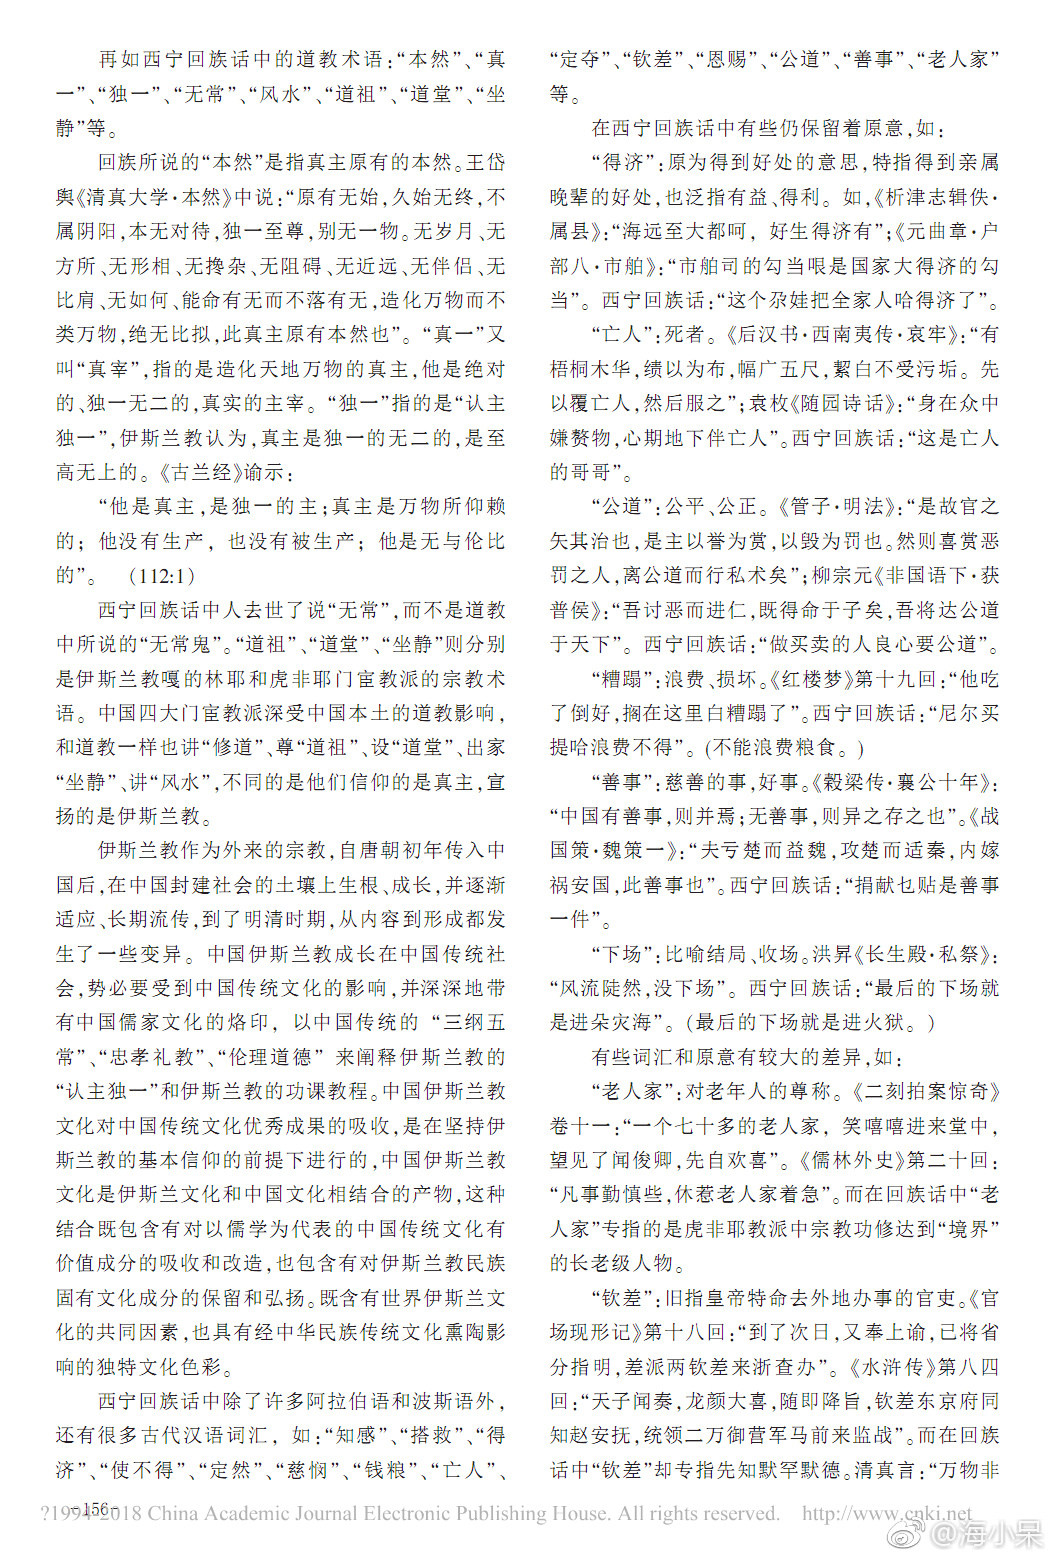 再如西宁回族话中的道教术语:“本然”、“真
一”、“独一”、“无常”、“风水”、“道祖”、“道堂”、“坐
静”等。
回族所说的“本然”是指真主原有的本然。王岱
舆《清真大学·本然》中说:“原有无始,久始无终,不
属阴阳,本无对待,独一至尊,别无一物。无岁月、无
方所、无形相、无搀杂、无阻碍、无近远、无伴侣、无
比肩、无如何、能命有无而不落有无,造化万物而不
类万物,绝无比拟,此真主原有本然也”。“真一”又
叫“真宰”,指的是造化天地万物的真主,他是绝对
的、独一无二的,真实的主宰。“独一”指的是“认主
独一”,伊斯兰教认为,真主是独一的无二的,是至
高无上的。《古兰经》谕示:
“他是真主,是独一的主;真主是万物所仰赖
的;他没有生产,也没有被生产;他是无与伦比
的”。 (112:1)
西宁回族话中人去世了说“无常”,而不是道教
中所说的“无常鬼”。“道祖”、“道堂”、“坐静”则分别
是伊斯兰教嘎的林耶和虎非耶门宦教派的宗教术
语。中国四大门宦教派深受中国本土的道教影响,
和道教一样也讲“修道”、尊“道祖”、设“道堂”、出家
“坐静”、讲“风水”,不同的是他们信仰的是真主,宣
扬的是伊斯兰教。
伊斯兰教作为外来的宗教,自唐朝初年传入中
国后,在中国封建社会的土壤上生根、成长,并逐渐
适应、长期流传,到了明清时期,从内容到形成都发
生了一些变异。中国伊斯兰教成长在中国传统社
会,势必要受到中国传统文化的影响,并深深地带
有中国儒家文化的烙印,以中国传统的“三纲五
常”、“忠孝礼教”、“伦理道德”来阐释伊斯兰教的
“认主独一”和伊斯兰教的功课教程。中国伊斯兰教
文化对中国传统文化优秀成果的吸收,是在坚持伊
斯兰教的基本信仰的前提下进行的,中国伊斯兰教
文化是伊斯兰文化和中国文化相结合的产物,这种
结合既包含有对以儒学为代表的中国传统文化有
价值成分的吸收和改造,也包含有对伊斯兰教民族
固有文化成分的保留和弘扬。既含有世界伊斯兰文
化的共同因素,也具有经中华民族传统文化熏陶影
响的独特文化色彩。
西宁回族话中除了许多阿拉伯语和波斯语外,
还有很多古代汉语词汇,如:“知感”、“搭救”、“得
济”、“使不得”、“定然”、“慈悯”、“钱粮”、“亡人”、
“定夺”、“钦差”、“恩赐”、“公道”、“善事”、“老人家”
等。
在西宁回族话中有些仍保留着原意,如:
“得济”:原为得到好处的意思,特指得到亲属
晚辈的好处,也泛指有益、得利。如,《析津志辑佚·
属县》:“海远至大都呵,好生得济有”;《元曲章·户
部八·市舶》:“市舶司的勾当哏是国家大得济的勾
当”。西宁回族话:“这个尕娃把全家人哈得济了”。
“亡人”:死者。《后汉书·西南夷传·哀牢》:“有
梧桐木华,绩以为布,幅广五尺,絜白不受污垢。先
以覆亡人,然后服之”;袁枚《随园诗话》:“身在众中
嫌赘物,心期地下伴亡人”。西宁回族话:“这是亡人
的哥哥”。
“公道”:公平、公正。《管子·明法》:“是故官之
失其治也,是主以誉为赏,以毁为罚也。然则喜赏恶
罚之人,离公道而行私术矣”;柳宗元《非国语下·获
普侯》:“吾讨恶而进仁,既得命于子矣,吾将达公道
于天下”。西宁回族话:“做买卖的人良心要公道”。
“糟蹋”:浪费、损坏。《红楼梦》第十九回:“他吃
了倒好,搁在这里白糟蹋了”。西宁回族话:“尼尔买
提哈浪费不得”。(不能浪费粮食。)
“善事”:慈善的事,好事。《穀梁传·襄公十年》:
“中国有善事,则并焉;无善事,则异之存之也”。《战
国策·魏策一》:“夫亏楚而益魏,攻楚而适秦,内嫁
祸安国,此善事也”。西宁回族话:“捐献乜贴是善事
一件”。
“下场”:比喻结局、收场。洪昇《长生殿·私祭》:
“风流陡然,没下场”。西宁回族话:“最后的下场就
是进朵灾海”。(最后的下场就是进火狱。)
有些词汇和原意有较大的差异,如:
“老人家”:对老年人的尊称。《二刻拍案惊奇》
卷十一:“一个七十多的老人家,笑嘻嘻进来堂中,
望见了闻俊卿,先自欢喜”。《儒林外史》第二十回:
“凡事勤慎些,休惹老人家着急”。而在回族话中“老
人家”专指的是虎非耶教派中宗教功修达到“境界”
的长老级人物。
“钦差”:旧指皇帝特命去外地办事的官吏。《官
场现形记》第十八回:“到了次日,又奉上谕,已将省
分指明,差派两钦差来浙查办”。《水浒传》第八四
回:“天子闻奏,龙颜大喜,随即降旨,钦差东京府同
知赵安抚,统领二万御营军马前来监战”。而在回族
话中“钦差”却专指先知默罕默德。清真言:“万物非
-156-
?1994-2018 China Academic Journal Electronic Publishing House. All rights reserved. http://www.cnki.net
@海小呆